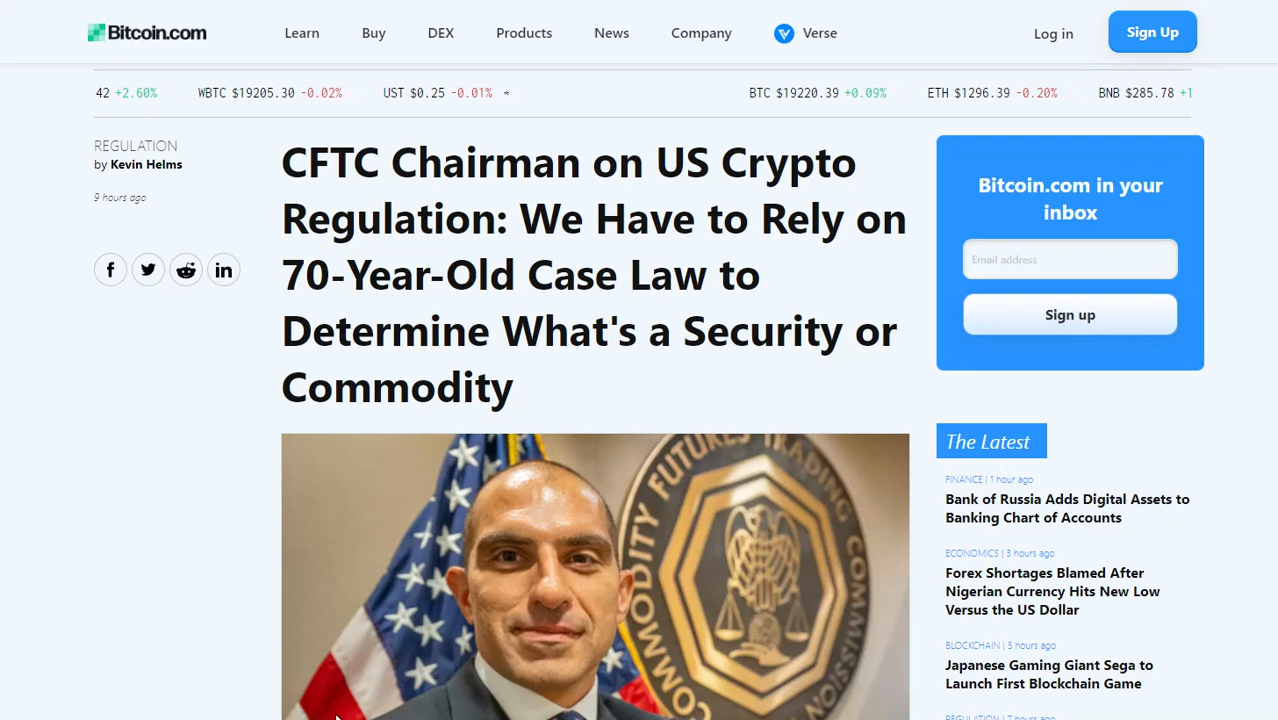 Bitcoin.com
Learn
Buy
DEX
Products
News
Company
Verse
Log in
Sign Up
42 +2.60%
WBTC $19205.30 -0.02%
UST $0.25 -0.01% *
BTC $19220.39 +0.09%
ETH $1296.39 -0.20%
BNB $285.78 +1
REGULATION
by Kevin Helms
9 hours ago
CFTC Chairman on US Crypto
Regulation: We Have to Rely on
70-Year-Old Case Law to
Determine What's a Security or
Commodity
COMMODITY FUTURES TRADING COMMISSION
Bitcoin.com in your
inbox
Email address
Sign up
The Latest
FINANCE | 1 hour ago
Bank of Russia Adds Digital Assets to
Banking Chart of Accounts
ECONOMICS | 3 hours ago
Forex Shortages Blamed After
Nigerian Currency Hits New Low
Versus the US Dollar
BLOCKCHAIN | 5 hours ago
Japanese Gaming Giant Sega to
Launch First Blockchain Game
REGULATION | 7 hours ago